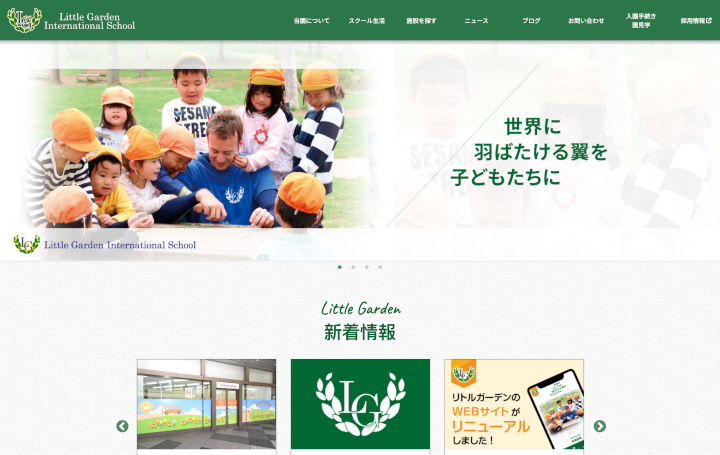 LG
Little Garden
International School
当園について
スクール生活
施設を探す
ニュース
ブログ
お問い合わせ
入園手続き
園見学
採用情報
SESAME
STREET
世界に
羽ばたける翼を
子どもたちに
LG
Little Garden International School
Little Garden
新着情報
LG
LG
リトルガーデンの
WEBサイトが
リニューアル
しました!